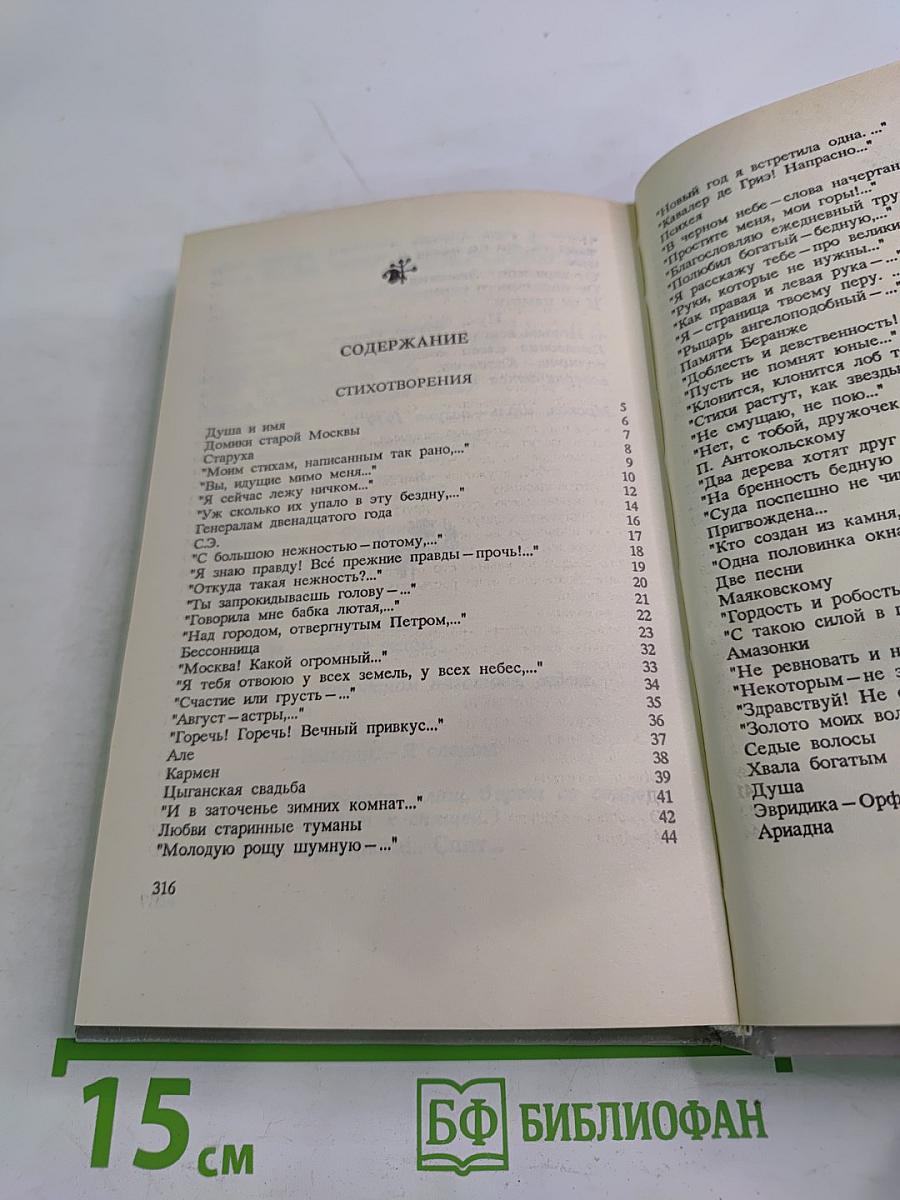 СОДЕРЖАНИЕ
СТИХОТВОРЕНИЯ
Душа и имя 5
Домики старой Москвы 6
Старуха 7
"Моим стихам, написанным так рано,..." 8
"Вы, идущие мимо меня..." 9
"Я сейчас лежу ничком..." 10
"Уж сколько их упало в эту бездну,..." 12
Генералам двенадцатого года 14
С.Э. 16
"С большою нежностью — потому,..." 17
"Я знаю правду! Всé прежние правды — прочь!..." 18
"Откуда такая нежность?..." 19
"Ты запрокидываешь голову — ..." 20
"Говорила мне бабка лютая,..." 21
"Над городом, отвергнутым Петром,..." 22
Бессонница 23
"Москва! Какой огромный..." 32
"Я тебя отвоюю у всех земель, у всех небес,..." 33
"Счастие или грусть — ..." 34
"Август — астры,..." 35
"Горечь! Горечь! Вечный привкус..." 36
Але 37
Кармен 38
Цыганская свадьба 39
"И в заточенье зимних комнат..." 41
Любви старинные туманы 42
"Молодую рощу шумную — ..." 44
316
"Новый год я встретила одна. ..."
"Кавалер де Гриэ! Напрасно..."
Психея
"В черном небе — слова начертан
"Простите меня, мои горы!..."
"Благословляю ежедневный тру
"Полюбил богатый — бедную,..."
"Я расскажу тебе — про велики
"Руки, которые не нужны..."
"Как правая и левая рука — ..."
"Я — страница твоему перу. ..
"Рыцарь ангелоподобный — ..."
Памяти Беранже
"Доблесть и девственность!
"Пусть не помнят юные..."
"Клонится, клонится лоб т
"Стихи растут, как звезды
"Не смущаю, не пою..."
"Нет, с тобой, дружочек
П. Антокольскому
"Два дерева хотят друг
"На бренность бедную
"Суда поспешно не чи
Пригвождена...
"Кто создан из камня,
"Одна половинка окна
Две песни
Маяковскому
"Гордость и робость
"С такою силой в п
Амазонки
"Не ревновать и н
"Некоторым — не з
"Здравствуй! Не с
"Золото моих вол
Седые волосы
Хвала богатым
Душа
Эвридика — Орф
Ариадна
15 см
БФ БИБЛИОФАН